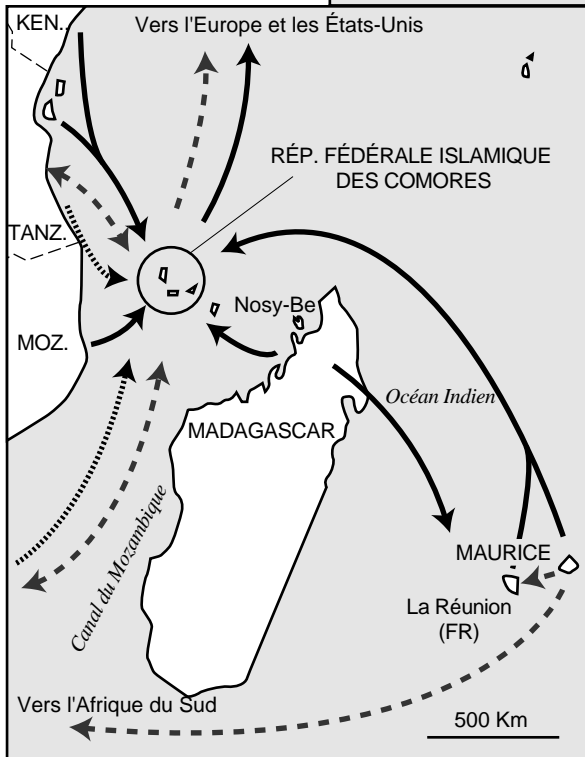 KEN..
Vers l'Europe et les États-Unis
RÉP. FÉDÉRALE ISLAMIQUE
DES COMORES
TANZ.
Nosy-Be
MOZ.
Océan Indien
MADAGASCAR
Canal du Mozambique
MAURICE
La Réunion
(FR)
Vers l'Afrique du Sud
500 Km